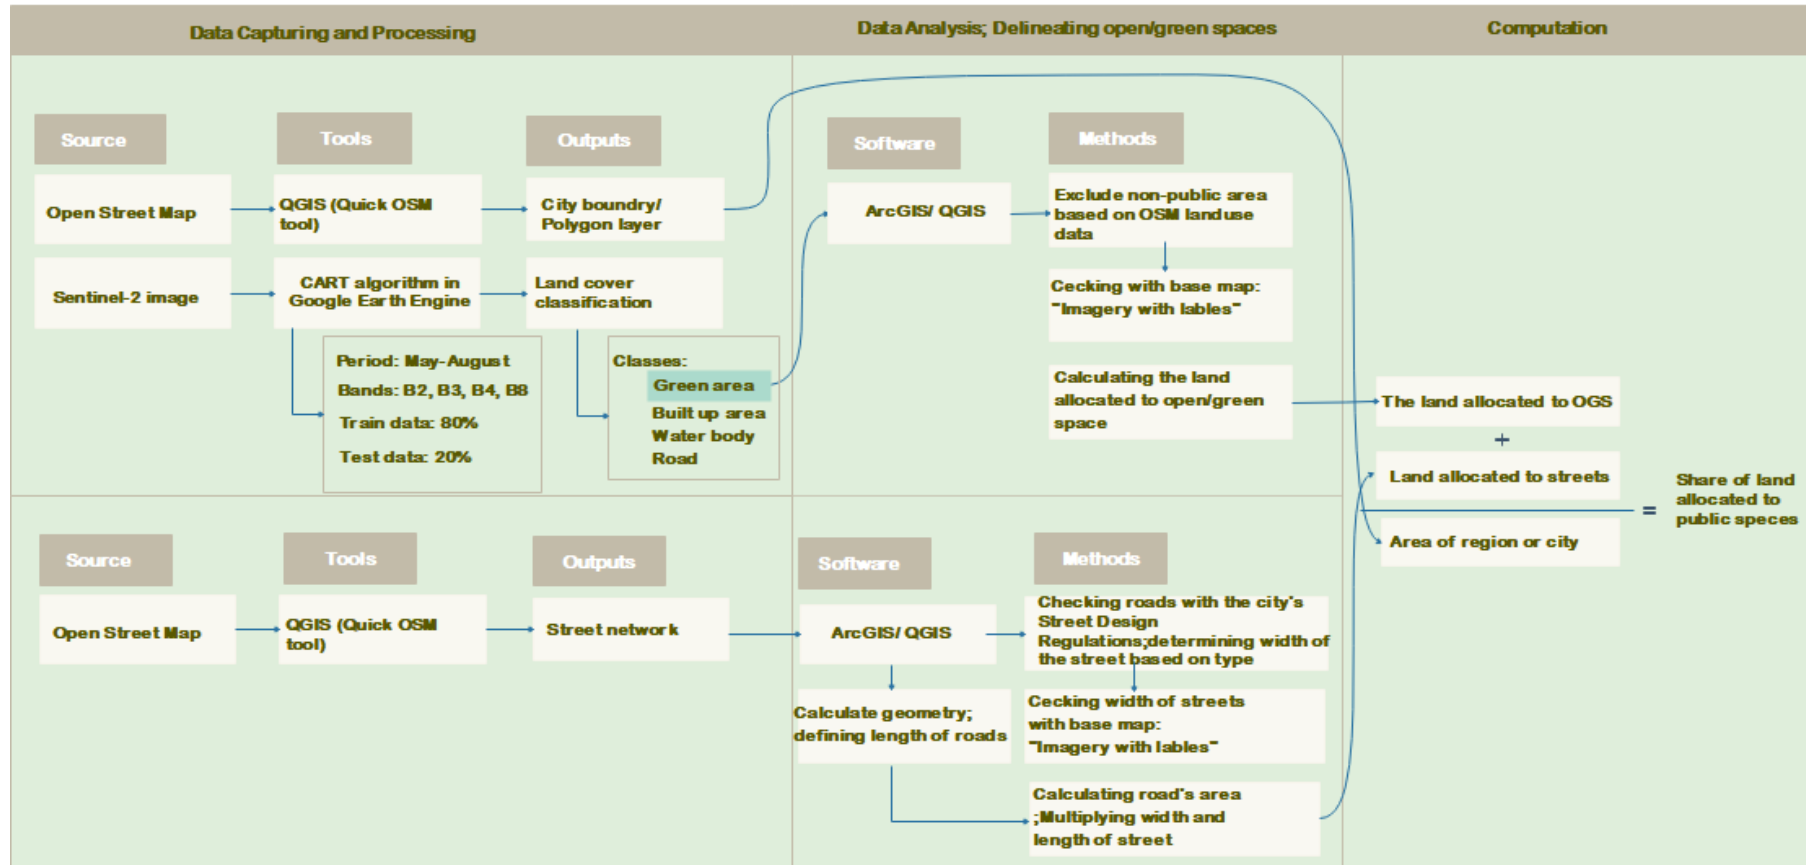 Data Capturing and Processing
Data Analysis; Delineating open/green spaces
Computation
Source
Tools
Outputs
Software
Methods
Open Street Map
QGIS (Quick OSM
tool)
City boundry/
Polygon layer
ArcGIS/ QGIS
Exclude non-public area
based on OSM landuse
data
Sentinel-2 image
CART algorithm in
Google Earth Engine
Land cover
classification
Cecking with base map:
"Imagery with lables"
Period: May-August
Bands: B2, B3, B4, B8
Train data: 80%
Test data: 20%
Classes:
Green area
Built up area
Water body
Road
Calculating the land
allocated to open/green
space
The land allocated to OGS
+
Land allocated to streets
Area of region or city
=
Share of land
allocated to
public speces
Source
Tools
Outputs
Software
Methods
Open Street Map
QGIS (Quick OSM
tool)
Street network
ArcGIS/ QGIS
Checking roads with the city's
Street Design
Regulations;determining width of
the street based on type
Calculate geometry;
defining length of roads
Cecking width of streets
with base map:
"Imagery with lables"
Calculating road's area
;Multiplying width and
length of street